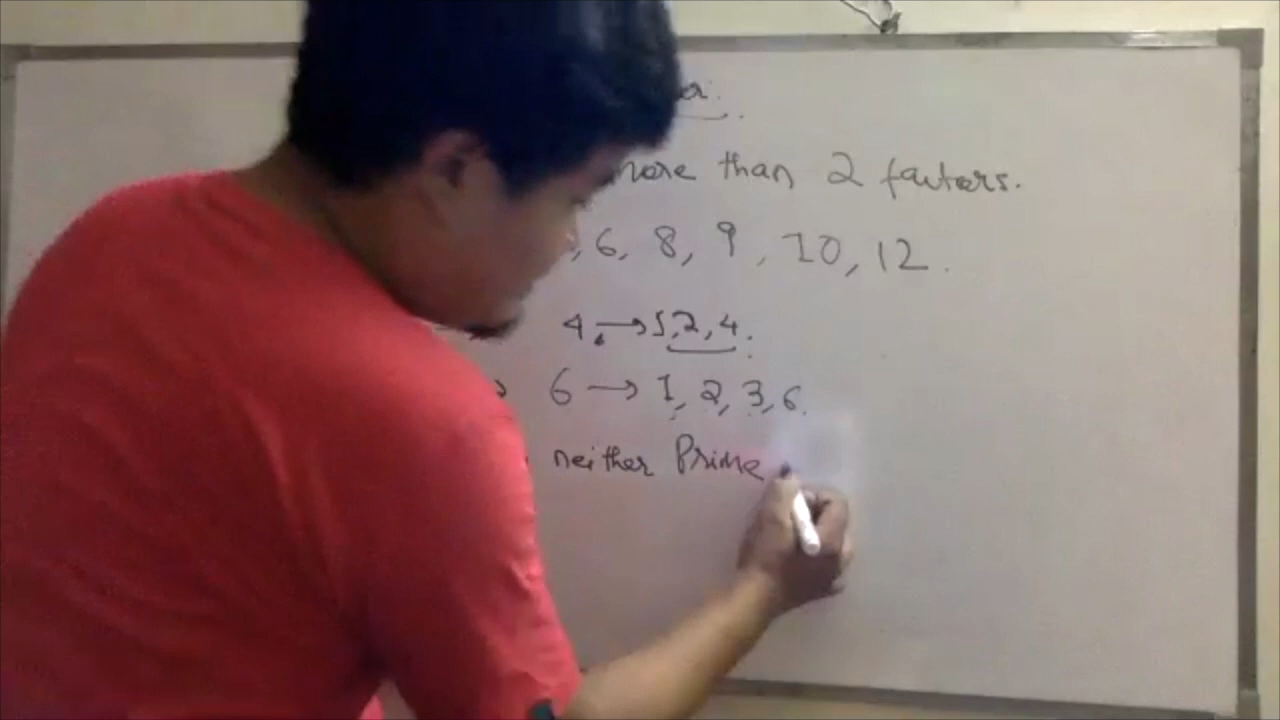 more than 2 factors.
, 6, 8, 9, 10, 12.
4 → 1, 2, 4.
→ 6 → 1, 2, 3, 6.
neither Prime